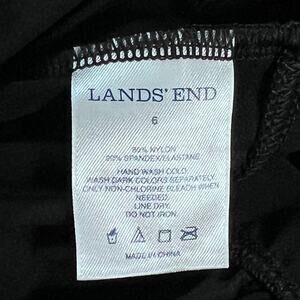 LANDS' END
6
80% NYLON
20% SPANDEX/ELASTANE
HAND WASH COLD.
WASH DARK COLORS SEPARATELY.
ONLY NON-CHLORINE BLEACH WHEN
NEEDED.
LINE DRY.
DO NOT IRON.
MADE IN CHINA